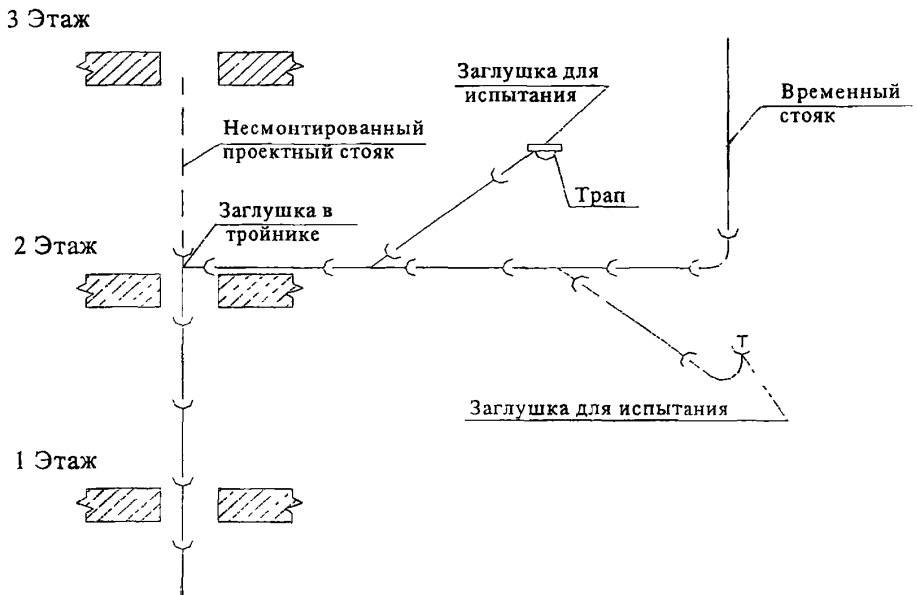 3 Этаж
Заглушка для
испытания
Временный
стояк
Несмонтированный
проектный стояк
Трап
Заглушка в
тройнике
2 Этаж
Т
Заглушка для испытания
1 Этаж